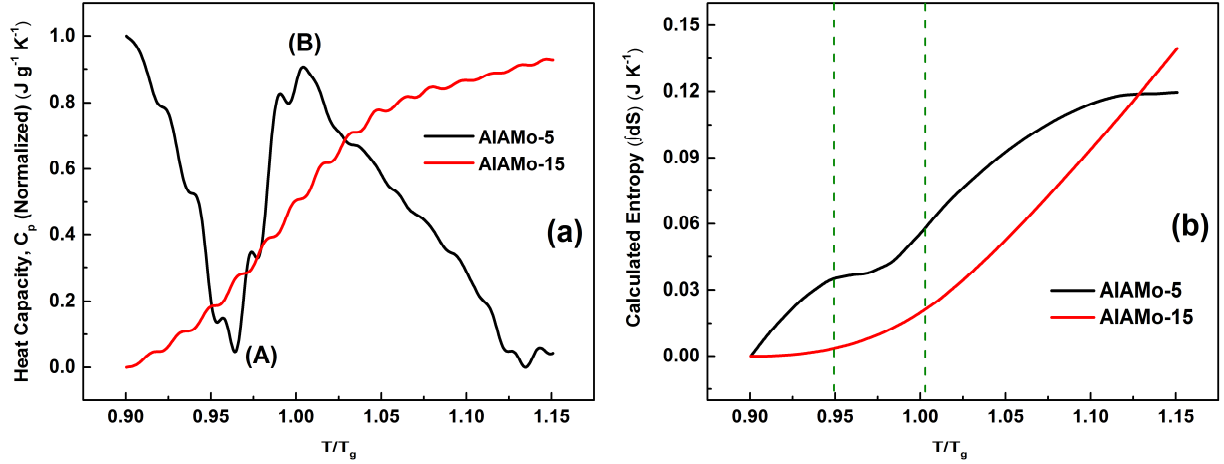 Heat Capacity, Cp (Normalized) (J g-1 K-1)
1.0
0.8
0.6
0.4
0.2
0.0
0.90
0.95
1.00
1.05
1.10
1.15
T/Tg
(A)
(B)
AlAMo-5
AlAMo-15
(a)
Calculated Entropy (∫dS) (J K-1)
0.15
0.12
0.09
0.06
0.03
0.00
0.90
0.95
1.00
1.05
1.10
1.15
T/Tg
(b)
AlAMo-5
AlAMo-15